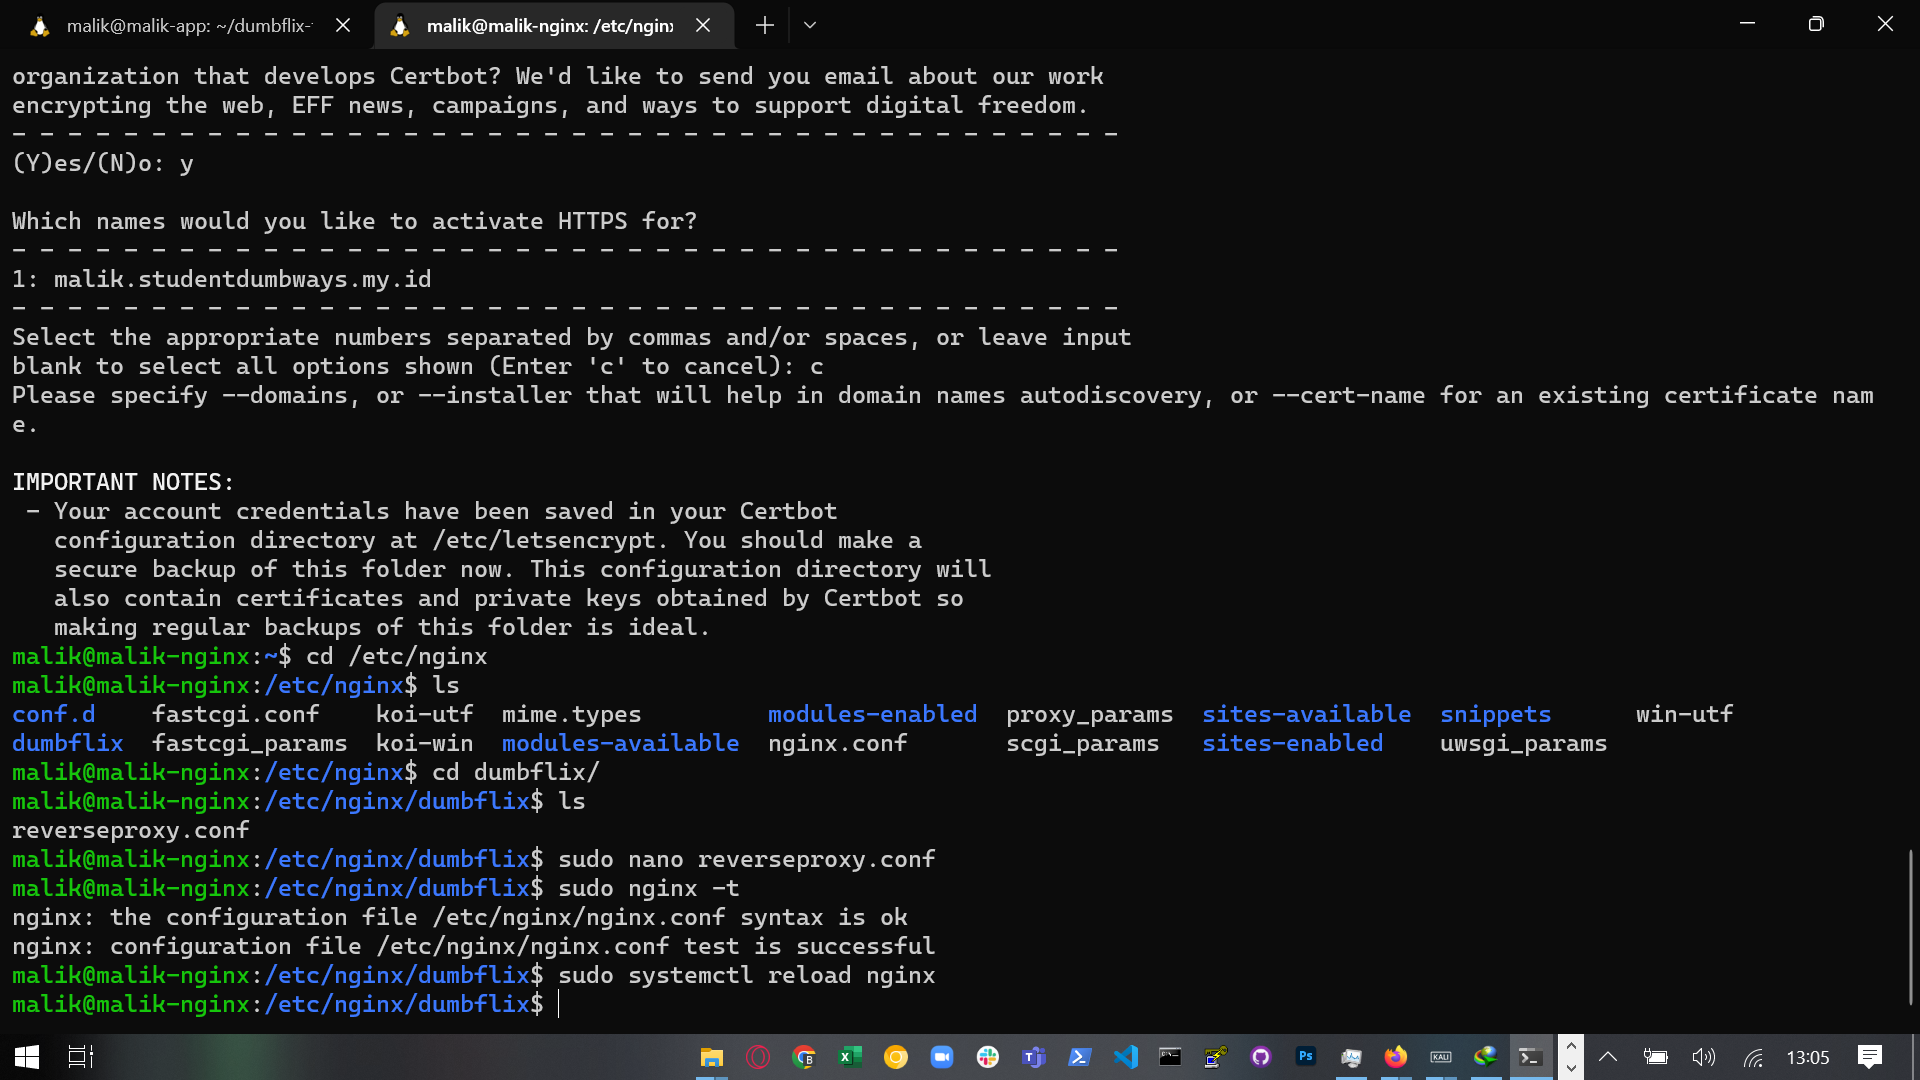 malik@malik-app: ~/dumbflix-
malik@malik-nginx: /etc/nginx
organization that develops Certbot? We'd like to send you email about our work
encrypting the web, EFF news, campaigns, and ways to support digital freedom.
- - - - - - - - - - - - - - - - - - - - - - - - - - - - - - - - - - - - - - - -
(Y)es/(N)o: y
Which names would you like to activate HTTPS for?
- - - - - - - - - - - - - - - - - - - - - - - - - - - - - - - - - - - - - - - -
1: malik.studentdumbways.my.id
- - - - - - - - - - - - - - - - - - - - - - - - - - - - - - - - - - - - - - - -
Select the appropriate numbers separated by commas and/or spaces, or leave input
blank to select all options shown (Enter 'c' to cancel): c
Please specify --domains, or --installer that will help in domain names autodiscovery, or --cert-name for an existing certificate nam
e.
IMPORTANT NOTES:
- Your account credentials have been saved in your Certbot
configuration directory at /etc/letsencrypt. You should make a
secure backup of this folder now. This configuration directory will
also contain certificates and private keys obtained by Certbot so
making regular backups of this folder is ideal.
malik@malik-nginx:~$ cd /etc/nginx
malik@malik-nginx:/etc/nginx$ ls
conf.d fastcgi.conf koi-utf mime.types modules-enabled proxy_params sites-available snippets win-utf
dumbflix fastcgi_params koi-win modules-available nginx.conf scgi_params sites-enabled uwsgi_params
malik@malik-nginx:/etc/nginx$ cd dumbflix/
malik@malik-nginx:/etc/nginx/dumbflix$ ls
reverseproxy.conf
malik@malik-nginx:/etc/nginx/dumbflix$ sudo nano reverseproxy.conf
malik@malik-nginx:/etc/nginx/dumbflix$ sudo nginx -t
nginx: the configuration file /etc/nginx/nginx.conf syntax is ok
nginx: configuration file /etc/nginx/nginx.conf test is successful
malik@malik-nginx:/etc/nginx/dumbflix$ sudo systemctl reload nginx
malik@malik-nginx:/etc/nginx/dumbflix$
Ps
KALI
13:05